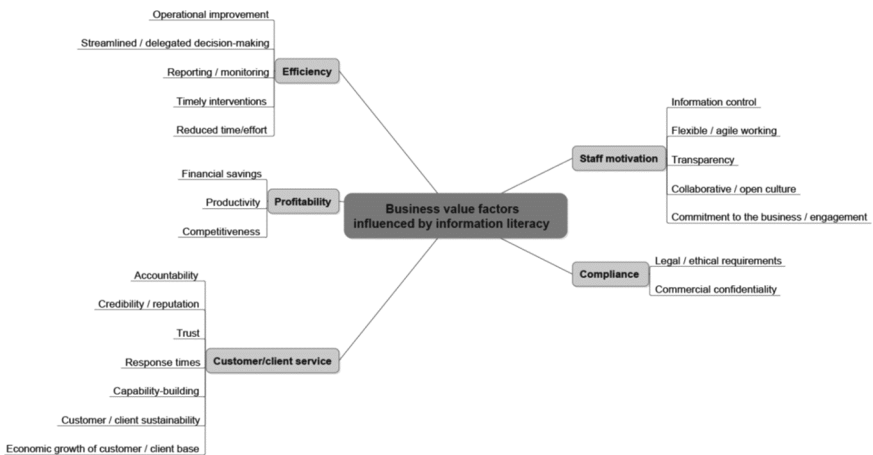 Operational improvement
Streamlined / delegated decision-making
Reporting / monitoring
Timely interventions
Reduced time/effort
Efficiency
Financial savings
Productivity
Competitiveness
Profitability
Business value factors
influenced by information literacy
Accountability
Credibility / reputation
Trust
Response times
Capability-building
Customer / client sustainability
Economic growth of customer / client base
Customer/client service
Staff motivation
Information control
Flexible / agile working
Transparency
Collaborative / open culture
Commitment to the business / engagement
Compliance
Legal / ethical requirements
Commercial confidentiality